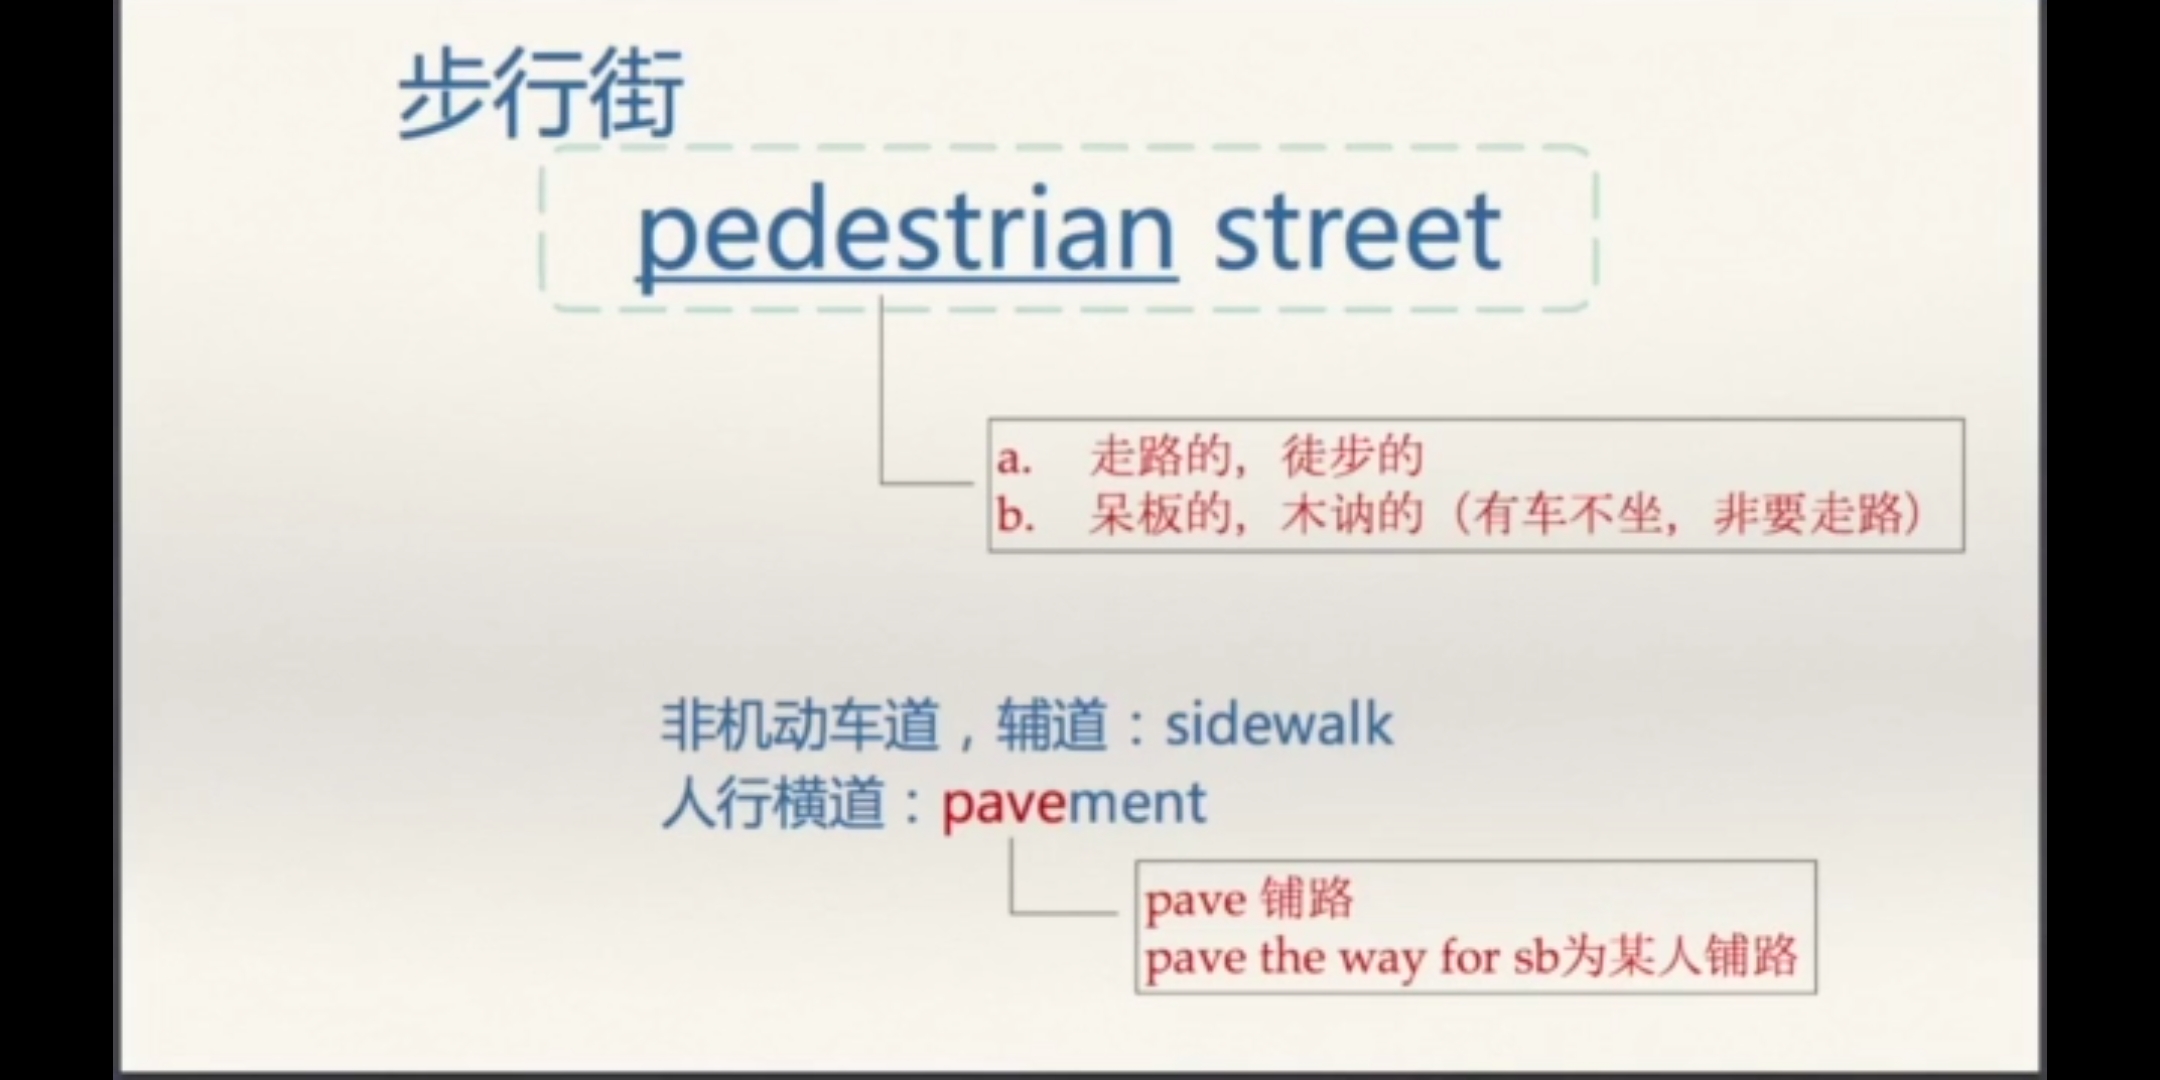 步行街
pedestrian street
a. 走路的，徒步的
b. 呆板的，木讷的（有车不坐，非要走路）
非机动车道，辅道：sidewalk
人行横道：pavement
pave 铺路
pave the way for sb为某人铺路